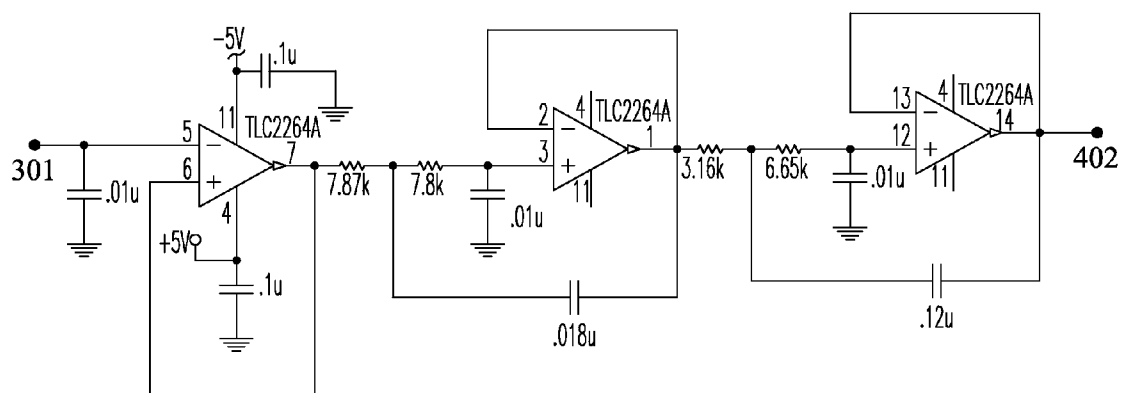 -5V
.1u
11
TLC2264A
5
7
6
4
301
.01u
+5V
.1u
7.87k
7.8k
2
4
TLC2264A
1
3
11
.01u
.018u
3.16k
6.65k
13
4
TLC2264A
14
12
11
.01u
.12u
402